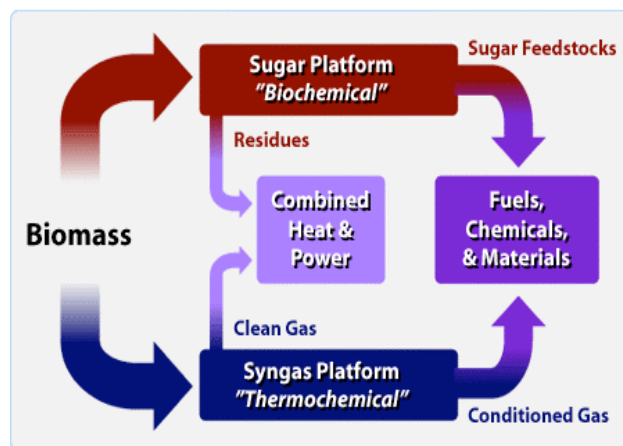 Sugar Feedstocks
Sugar Platform
"Biochemical"
Residues
Combined
Heat &
Power
Fuels,
Chemicals,
& Materials
Biomass
Clean Gas
Syngas Platform
"Thermochemical"
Conditioned Gas